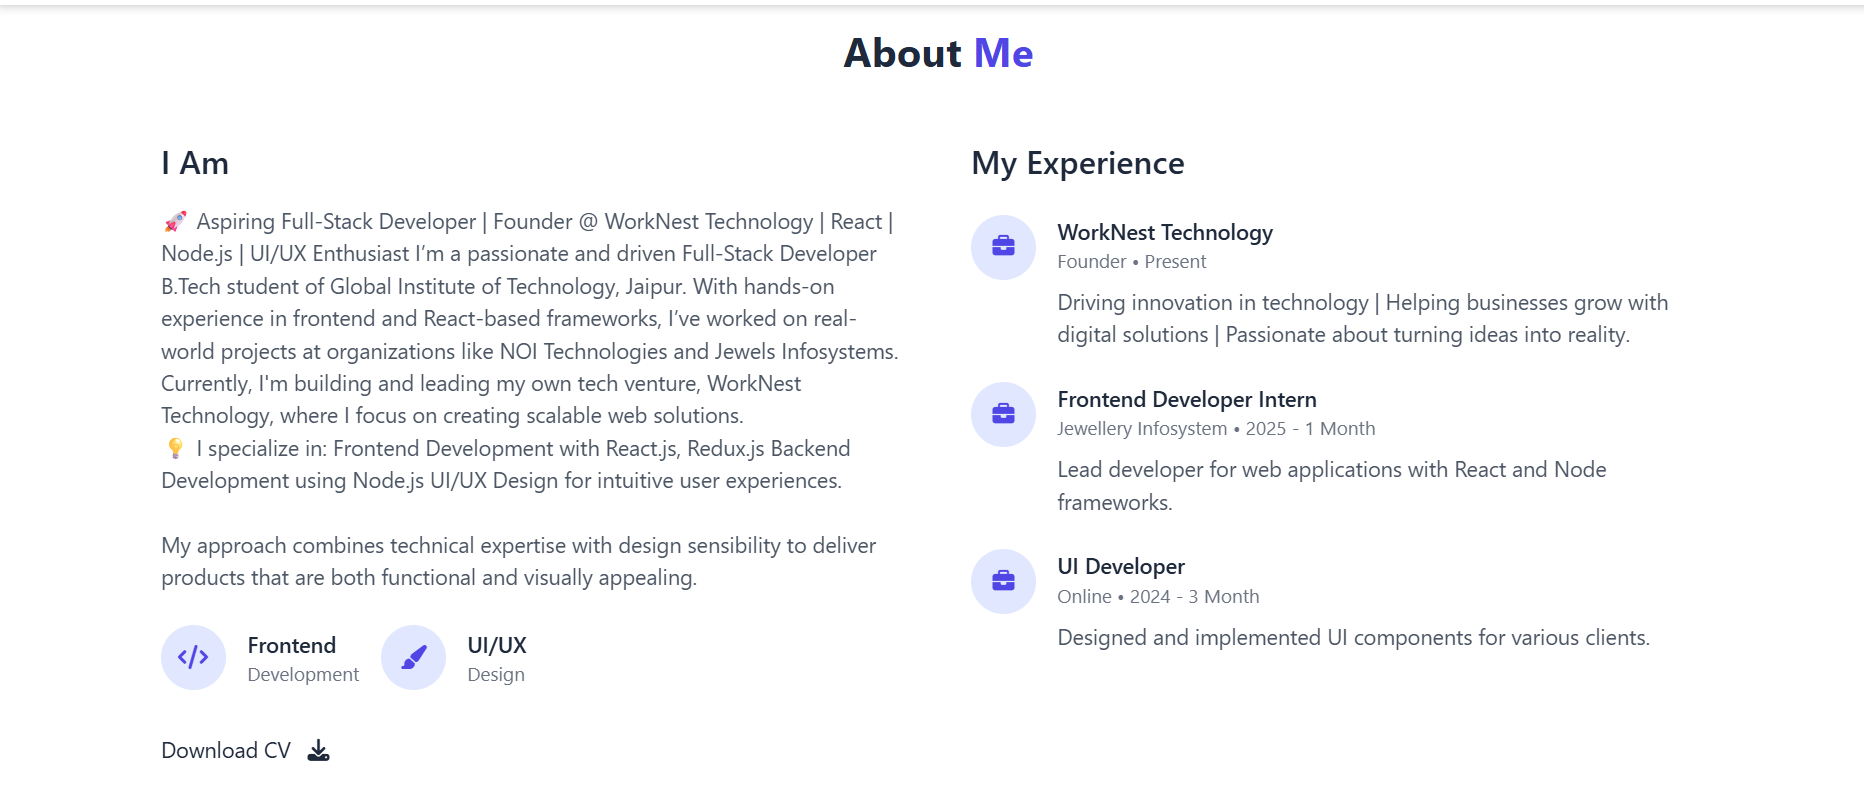 About Me
I Am
🚀 Aspiring Full-Stack Developer | Founder @ WorkNest Technology | React |
Node.js | UI/UX Enthusiast I’m a passionate and driven Full-Stack Developer
B.Tech student of Global Institute of Technology, Jaipur. With hands-on
experience in frontend and React-based frameworks, I’ve worked on real-
world projects at organizations like NOI Technologies and Jewels Infosystems.
Currently, I'm building and leading my own tech venture, WorkNest
Technology, where I focus on creating scalable web solutions.
💡 I specialize in: Frontend Development with React.js, Redux.js Backend
Development using Node.js UI/UX Design for intuitive user experiences.
My approach combines technical expertise with design sensibility to deliver
products that are both functional and visually appealing.
Frontend
Development
UI/UX
Design
Download CV
My Experience
WorkNest Technology
Founder • Present
Driving innovation in technology | Helping businesses grow with
digital solutions | Passionate about turning ideas into reality.
Frontend Developer Intern
Jewellery Infosystem • 2025 - 1 Month
Lead developer for web applications with React and Node
frameworks.
UI Developer
Online • 2024 - 3 Month
Designed and implemented UI components for various clients.